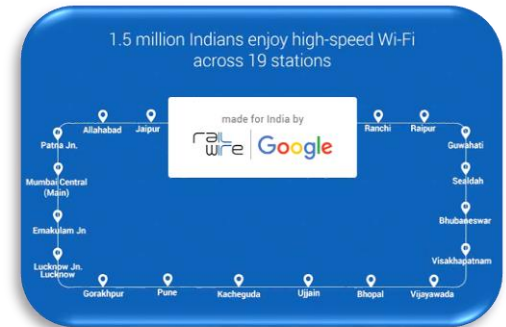 1.5 million Indians enjoy high-speed Wi-Fi
across 19 stations
made for India by
railwire Google
Allahabad
Jaipur
Ranchi
Raipur
Patna Jn.
Guwahati
Mumbai Central
(Main)
Sealdah
Ernakulam Jn
Bhubaneswar
Lucknow Jn.
Lucknow
Visakhapatnam
Gorakhpur
Pune
Kacheguda
Ujjain
Bhopal
Vijayawada